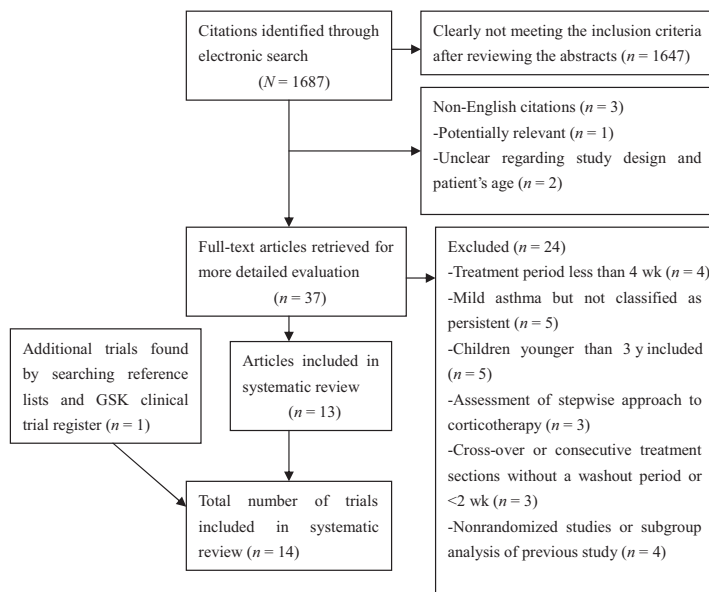 Citations identified through
electronic search
(N = 1687)
Clearly not meeting the inclusion criteria
after reviewing the abstracts (n = 1647)
Non-English citations (n = 3)
-Potentially relevant (n = 1)
-Unclear regarding study design and
patient's age (n = 2)
Full-text articles retrieved for
more detailed evaluation
(n = 37)
Excluded (n = 24)
-Treatment period less than 4 wk (n = 4)
-Mild asthma but not classified as
persistent (n = 5)
-Children younger than 3 y included
(n = 5)
-Assessment of stepwise approach to
corticotherapy (n = 3)
-Cross-over or consecutive treatment
sections without a washout period or
<2 wk (n = 3)
-Nonrandomized studies or subgroup
analysis of previous study (n = 4)
Additional trials found
by searching reference
lists and GSK clinical
trial register (n = 1)
Articles included in
systematic review
(n = 13)
Total number of trials
included in systematic
review (n = 14)